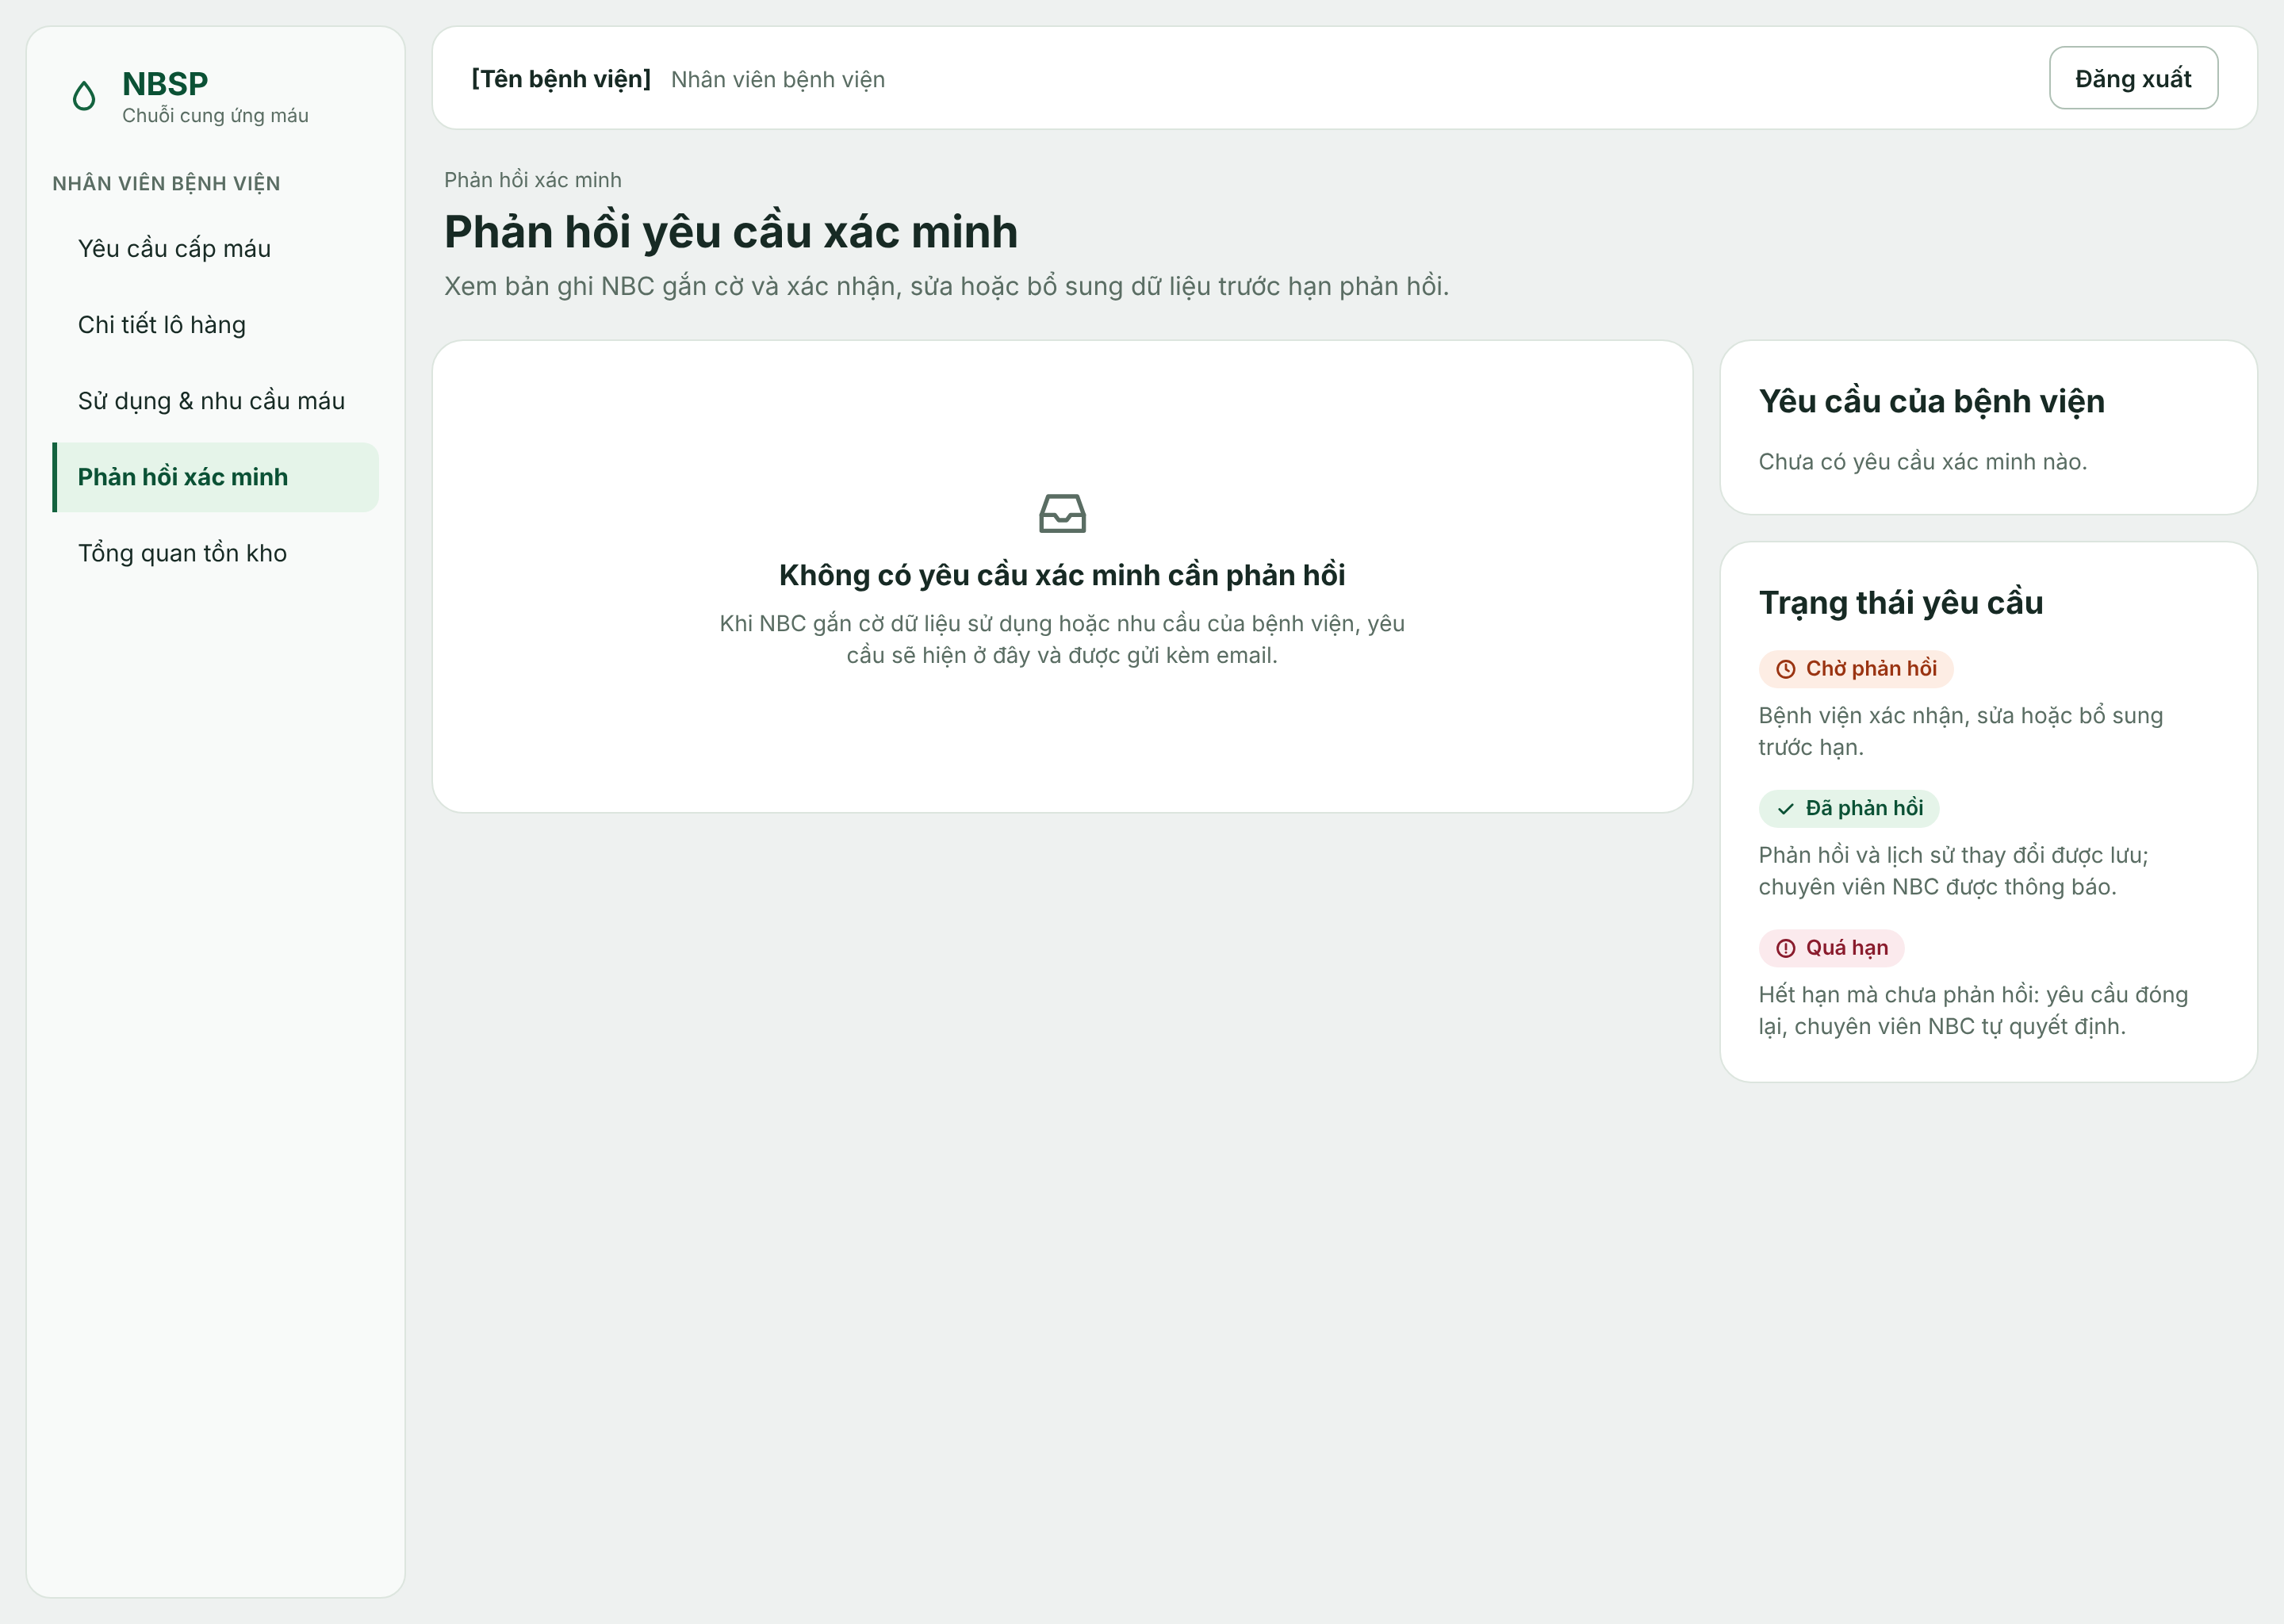 NBSP
Chuỗi cung ứng máu
NHÂN VIÊN BỆNH VIỆN
Yêu cầu cấp máu
Chi tiết lô hàng
Sử dụng & nhu cầu máu
Phản hồi xác minh
Tổng quan tồn kho
[Tên bệnh viện] Nhân viên bệnh viện
Đăng xuất
Phản hồi xác minh
Phản hồi yêu cầu xác minh
Xem bản ghi NBC gắn cờ và xác nhận, sửa hoặc bổ sung dữ liệu trước hạn phản hồi.
Không có yêu cầu xác minh cần phản hồi
Khi NBC gắn cờ dữ liệu sử dụng hoặc nhu cầu của bệnh viện, yêu
cầu sẽ hiện ở đây và được gửi kèm email.
Yêu cầu của bệnh viện
Chưa có yêu cầu xác minh nào.
Trạng thái yêu cầu
Chờ phản hồi
Bệnh viện xác nhận, sửa hoặc bổ sung
trước hạn.
Đã phản hồi
Phản hồi và lịch sử thay đổi được lưu;
chuyên viên NBC được thông báo.
Quá hạn
Hết hạn mà chưa phản hồi: yêu cầu đóng
lại, chuyên viên NBC tự quyết định.